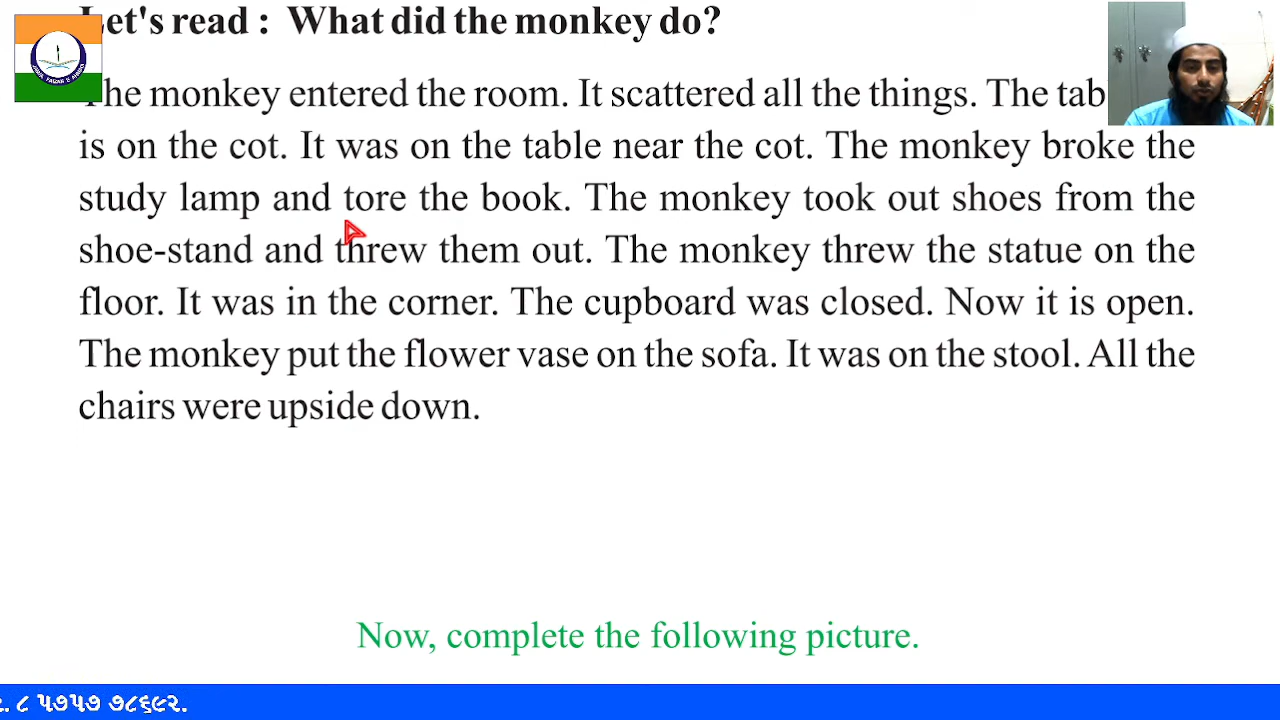 Let's read : What did the monkey do?
The monkey entered the room. It scattered all the things. The
is on the cot. It was on the table near the cot. The monkey broke the
study lamp and tore the book. The monkey took out shoes from the
shoe-stand and threw them out. The monkey threw the statue on the
floor. It was in the corner. The cupboard was closed. Now it is open.
The monkey put the flower vase on the sofa. It was on the stool. All the
chairs were upside down.
Now, complete the following picture.
૮ ૫૭૫૭ ૭૮૬૯૨.